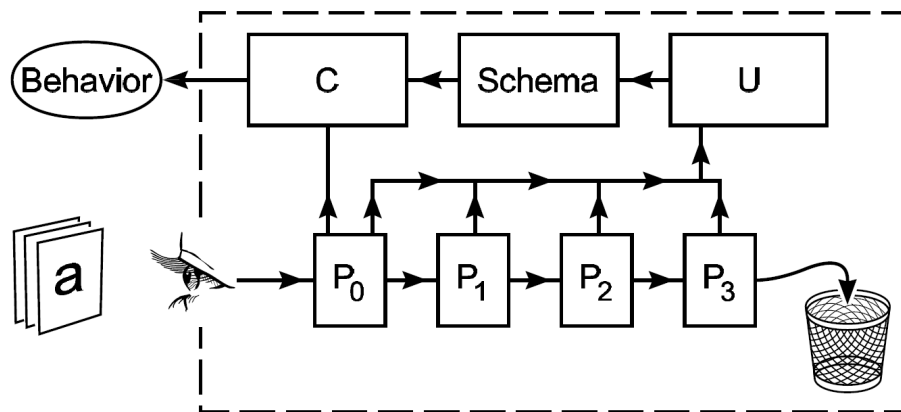 Behavior
C
Schema
U
a
P₀
P₁
P₂
P₃